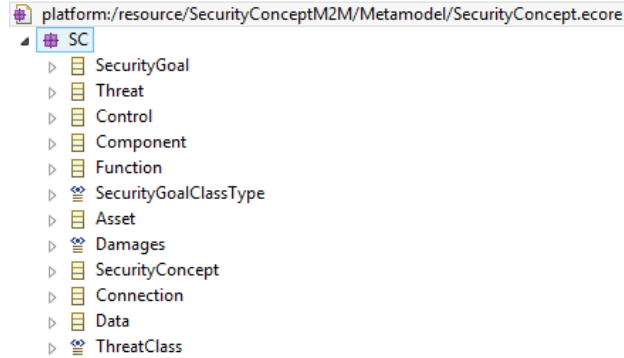 platform:/resource/SecurityConceptM2M/Metamodel/SecurityConcept.ecore
SC
SecurityGoal
Threat
Control
Component
Function
SecurityGoalClassType
Asset
Damages
SecurityConcept
Connection
Data
ThreatClass